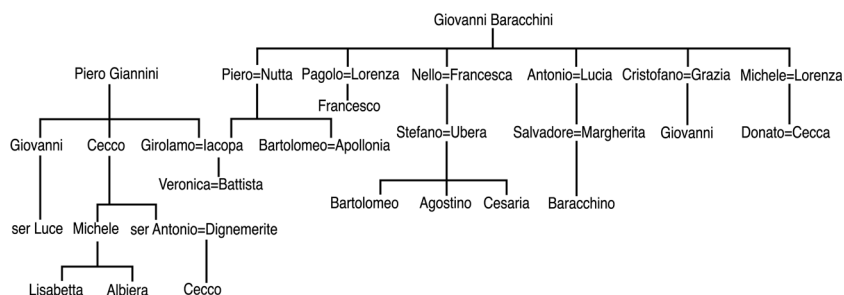 Giovanni Baracchini
Piero Giannini Piero=Nutta Pagolo=Lorenza Nello=Francesca Antonio=Lucia Cristofano=Grazia Michele=Lorenza
Francesco
Giovanni Cecco Girolamo=Iacopa Bartolomeo=Apollonia Stefano=Ubera Salvadore=Margherita Giovanni Donato=Cecca
Veronica=Battista
Bartolomeo Agostino Cesaria Baracchino
ser Luce Michele ser Antonio=Dignemerite
Lisabetta Albiera Cecco